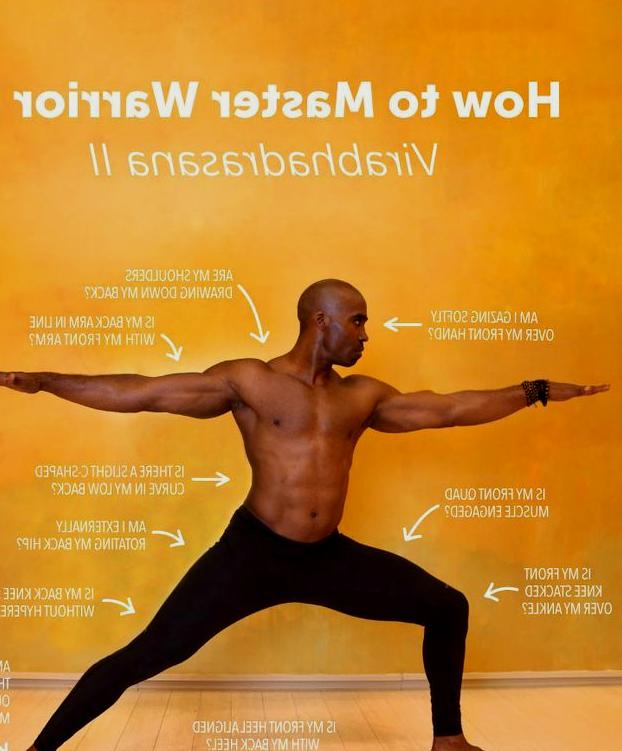 How to Master Warrior
Virabhadrasana II
ARE MY SHOULDERS
DRAWING DOWN MY BACK?
IS MY BACK ARM IN LINE
WITH MY FRONT ARM?
AM I GAZING SOFTLY
OVER MY FRONT HAND?
IS THERE A SLIGHT C-SHAPED
CURVE IN MY LOW BACK?
IS MY FRONT QUAD
MUSCLE ENGAGED?
AM I EXTERNALLY
ROTATING MY BACK HIP?
IS MY FRONT
KNEE STACKED
OVER MY ANKLE?
IS MY BACK KNEE
WITHOUT
IS MY FRONT HEEL ALIGNED
WITH MY BACK HEEL?